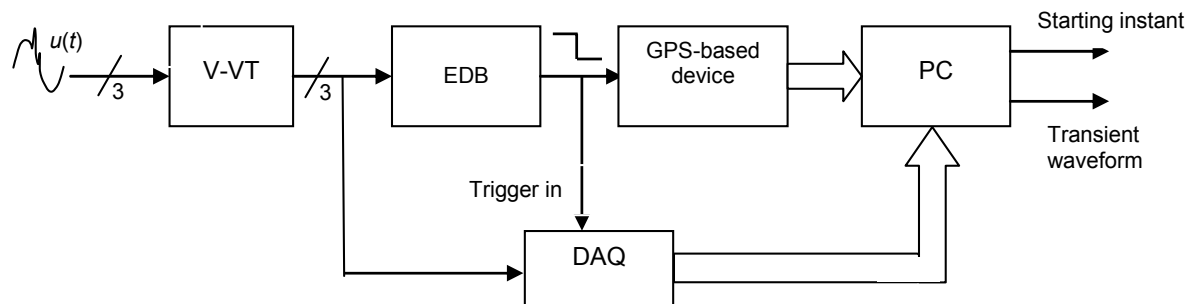 u(t)
3
V-VT
3
EDB
GPS-based
device
PC
Starting instant
Transient
waveform
Trigger in
DAQ